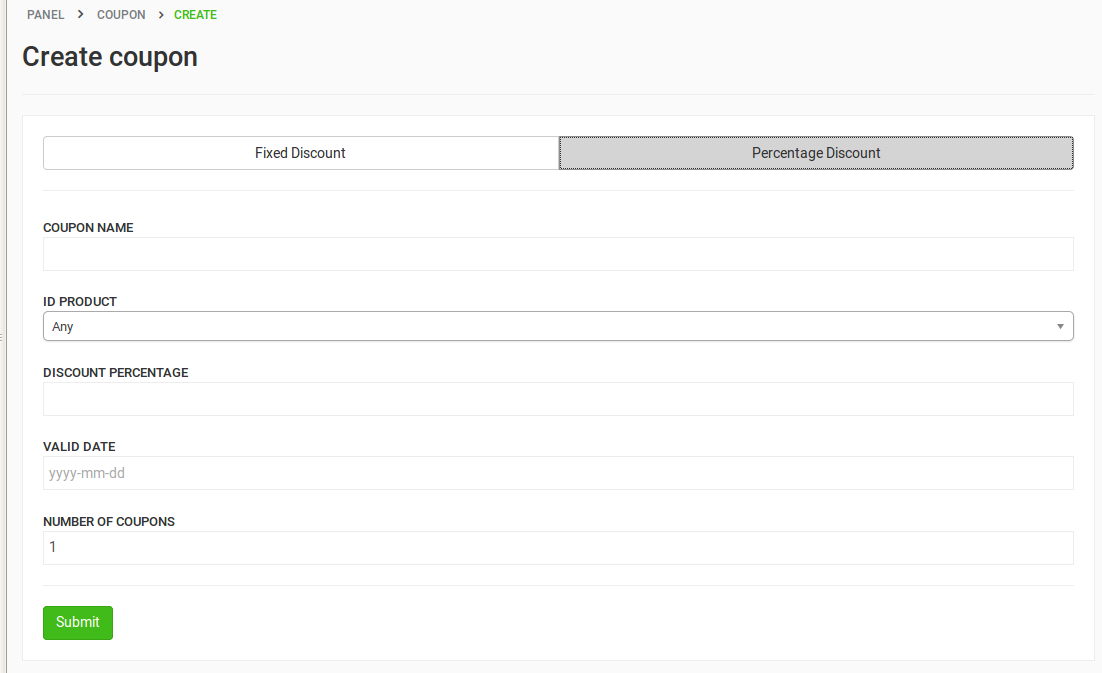 PANEL > COUPON > CREATE
Create coupon
Fixed Discount Percentage Discount
COUPON NAME
ID PRODUCT
Any
DISCOUNT PERCENTAGE
VALID DATE
yyyy-mm-dd
NUMBER OF COUPONS
1
Submit